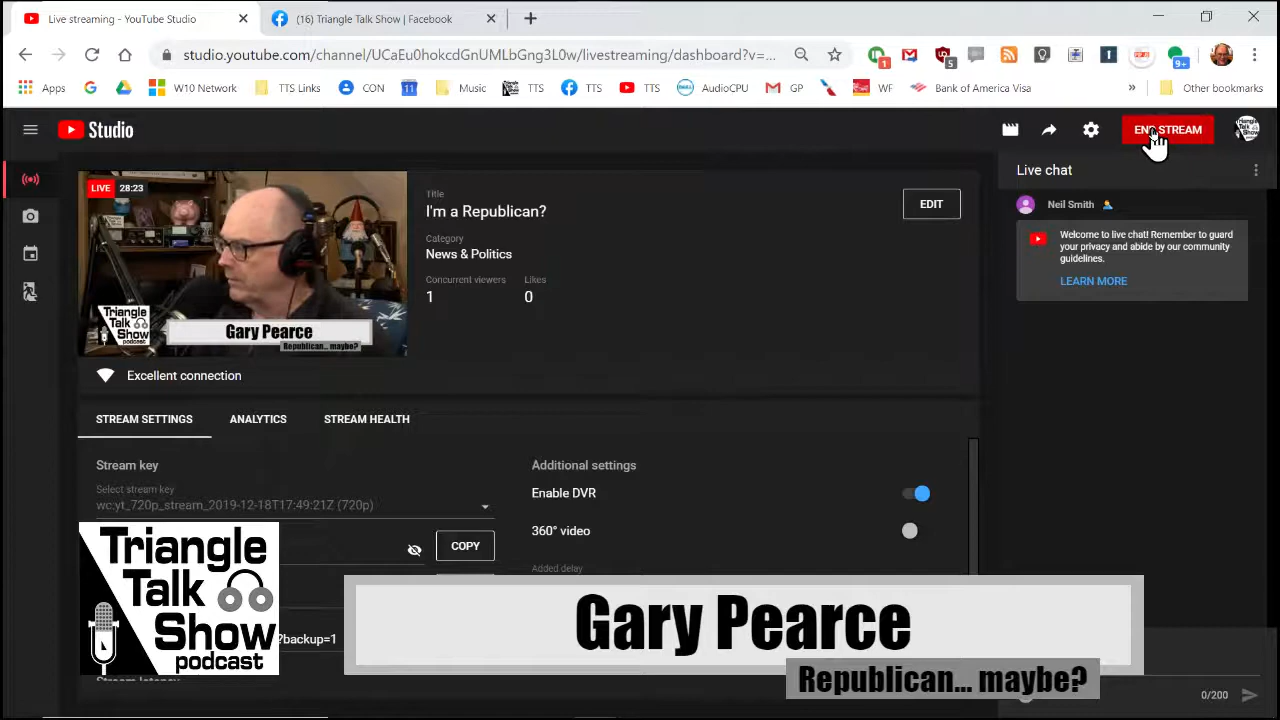 Live streaming - YouTube Studio
(16) Triangle Talk Show | Facebook
studio.youtube.com/channel/UCaEu0hokcdGnUMLbGng3L0w/livestreaming/dashboard?v=...
1
5
9+
Apps
W10 Network
TTS Links
CON
11
Music
TTS
TTS
TTS
AudioCPU
GP
WF
Bank of America Visa
»
Other bookmarks
Studio
END STREAM
LIVE 28:23
Triangle Talk Show podcast
Gary Pearce
Republican... maybe?
Title
I'm a Republican?
Category
News & Politics
Concurrent viewers
Likes
1
0
EDIT
Live chat
Neil Smith
Welcome to live chat! Remember to guard
your privacy and abide by our community
guidelines.
LEARN MORE
Excellent connection
STREAM SETTINGS
ANALYTICS
STREAM HEALTH
Stream key
Select stream key
wc:yt_720p_stream_2019-12-18T17:49:21Z (720p)
COPY
?backup=1
Stream latency
Additional settings
Enable DVR
360° video
Added delay
Triangle
Talk
Show
podcast
Gary Pearce
Republican... maybe?
0/200